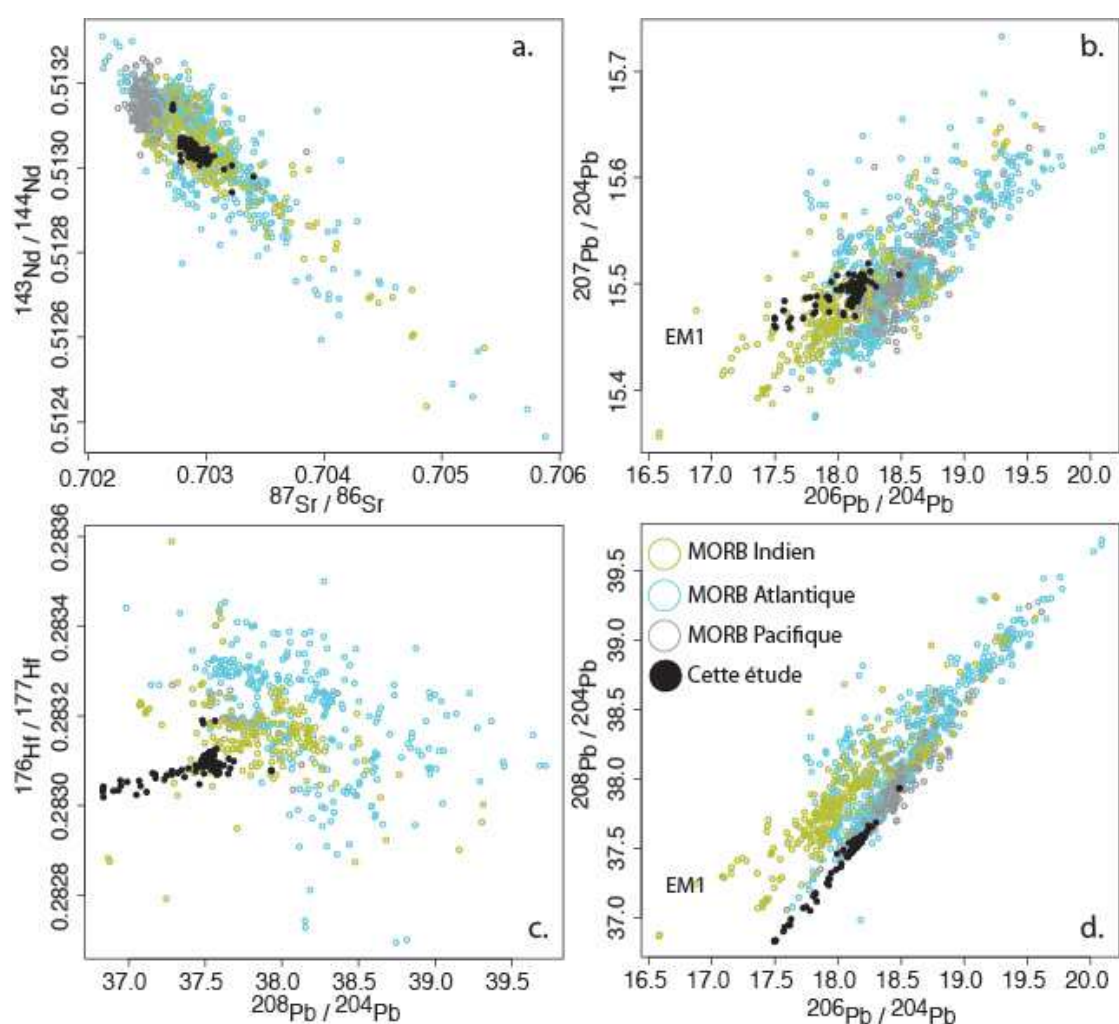 a.
0.5132
0.5130
0.5128
0.5126
0.5124
143Nd / 144Nd
0.702
0.703
0.704
0.705
0.706
87Sr / 86Sr
b.
15.7
15.6
15.5
15.4
207Pb / 204Pb
EM1
16.5
17.0
17.5
18.0
18.5
19.0
19.5
20.0
206Pb / 204Pb
0.2836
0.2834
0.2832
0.2830
0.2828
176Hf / 177Hf
c.
37.0
37.5
38.0
38.5
39.0
39.5
208Pb / 204Pb
MORB Indien
MORB Atlantique
MORB Pacifique
Cette étude
39.5
39.0
38.5
38.0
37.5
37.0
208Pb / 204Pb
EM1
d.
16.5
17.0
17.5
18.0
18.5
19.0
19.5
20.0
206Pb / 204Pb